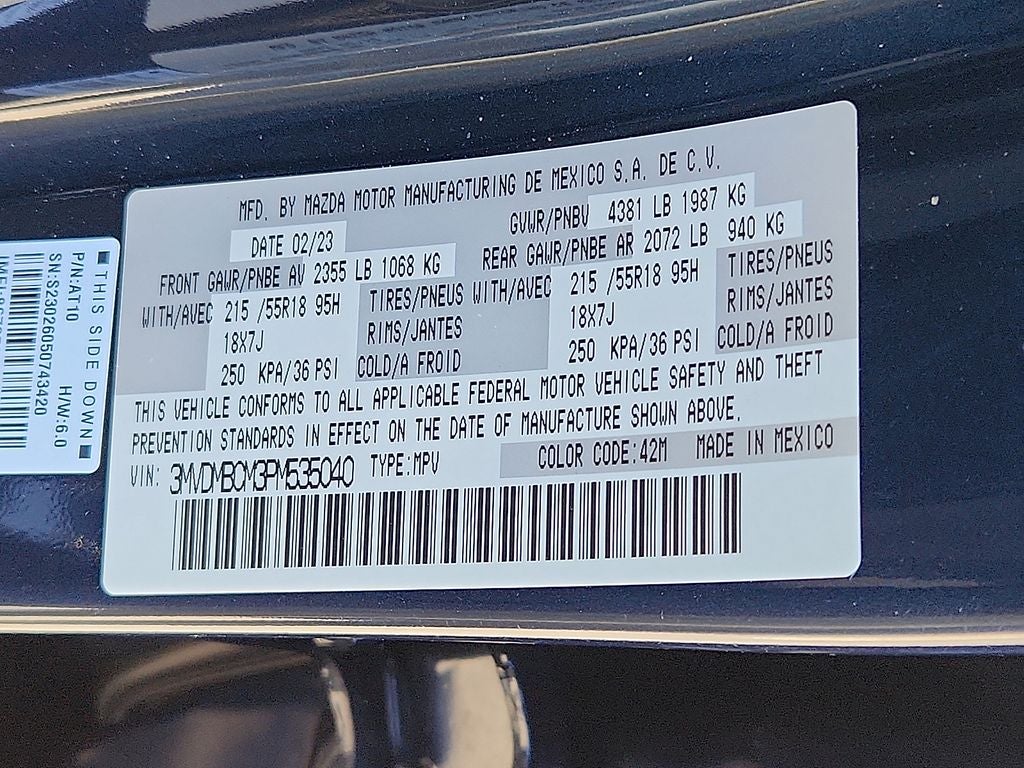 MFD. BY MAZDA MOTOR MANUFACTURING DE MEXICO S.A. DE C.V.
DATE 02/23 GVWR/PNBV 4381 LB 1987 KG
FRONT GAWR/PNBE AV 2355 LB 1068 KG REAR GAWR/PNBE AR 2072 LB 940 KG
WITH/AVEC 215 /55R18 95H TIRES/PNEUS WITH/AVEC 215 /55R18 95H TIRES/PNEUS
18X7J RIMS/JANTES 18X7J RIMS/JANTES
250 KPA/36 PSI COLD/A FROID 250 KPA/36 PSI COLD/A FROID
THIS VEHICLE CONFORMS TO ALL APPLICABLE FEDERAL MOTOR VEHICLE SAFETY AND THEFT
PREVENTION STANDARDS IN EFFECT ON THE DATE OF MANUFACTURE SHOWN ABOVE.
VIN: 3MVDMBCM3PM535040 TYPE:MPV COLOR CODE:42M MADE IN MEXICO
THIS SIDE DOWN
P/N:AT10 H/W:6.0
SN:S23026050743420